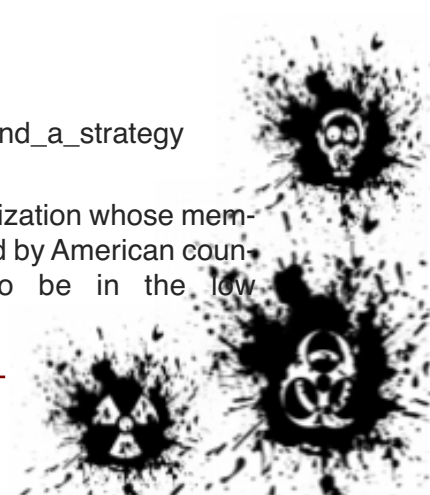 nd_a_strategy
ization whose mem-
d by American coun-
o be in the low